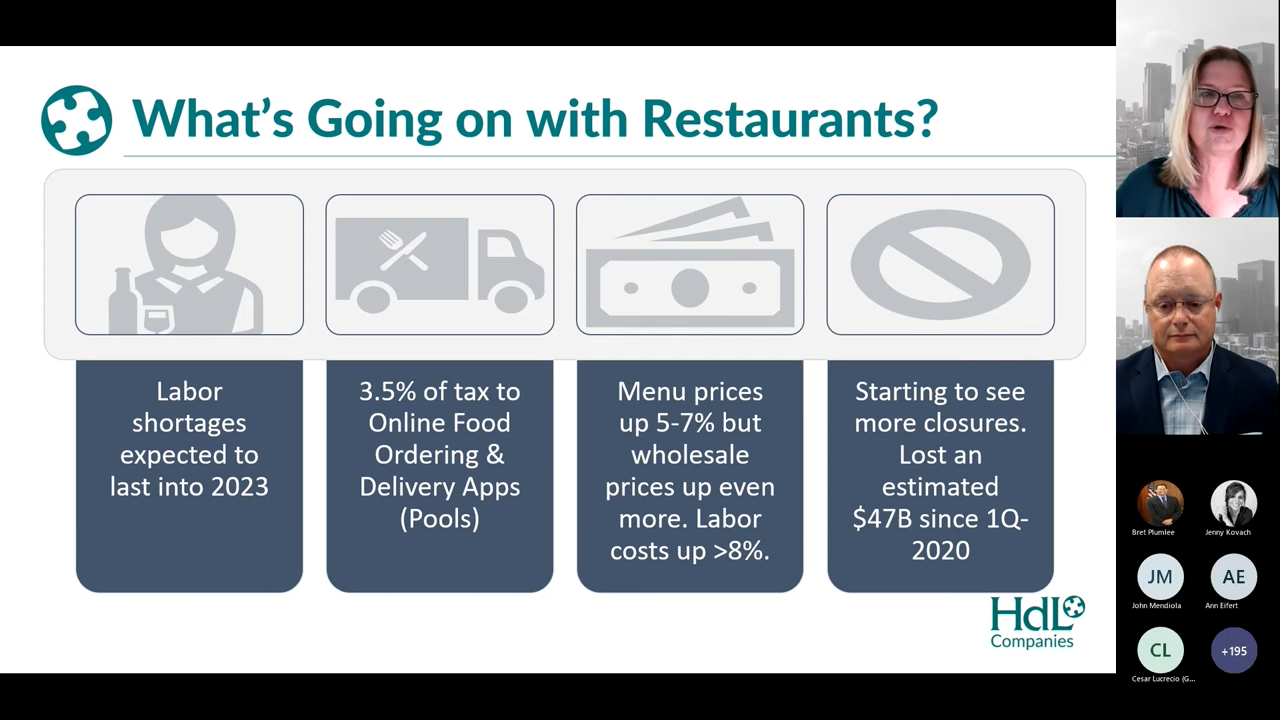 What's Going on with Restaurants?
Labor
shortages
expected to
last into 2023
3.5% of tax to
Online Food
Ordering &
Delivery Apps
(Pools)
Menu prices
up 5-7% but
wholesale
prices up even
more. Labor
costs up >8%.
Starting to see
more closures.
Lost an
estimated
$47B since 1Q-
2020
HdL
Companies
Bret Plumlee
Jenny Kovach
JM
John Mendiola
AE
Ann Eifert
CL
Cesar Lucrecio (G...
+195